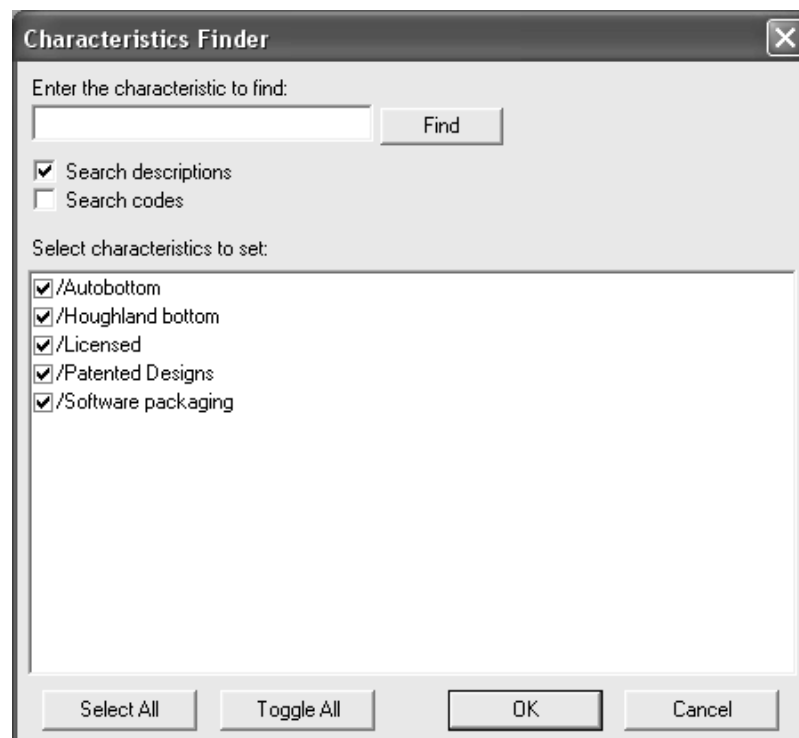 Characteristics Finder
Enter the characteristic to find:
Find
Search descriptions
Search codes
Select characteristics to set:
/Autobottom
/Houghland bottom
/Licensed
/Patented Designs
/Software packaging
Select All Toggle All OK Cancel